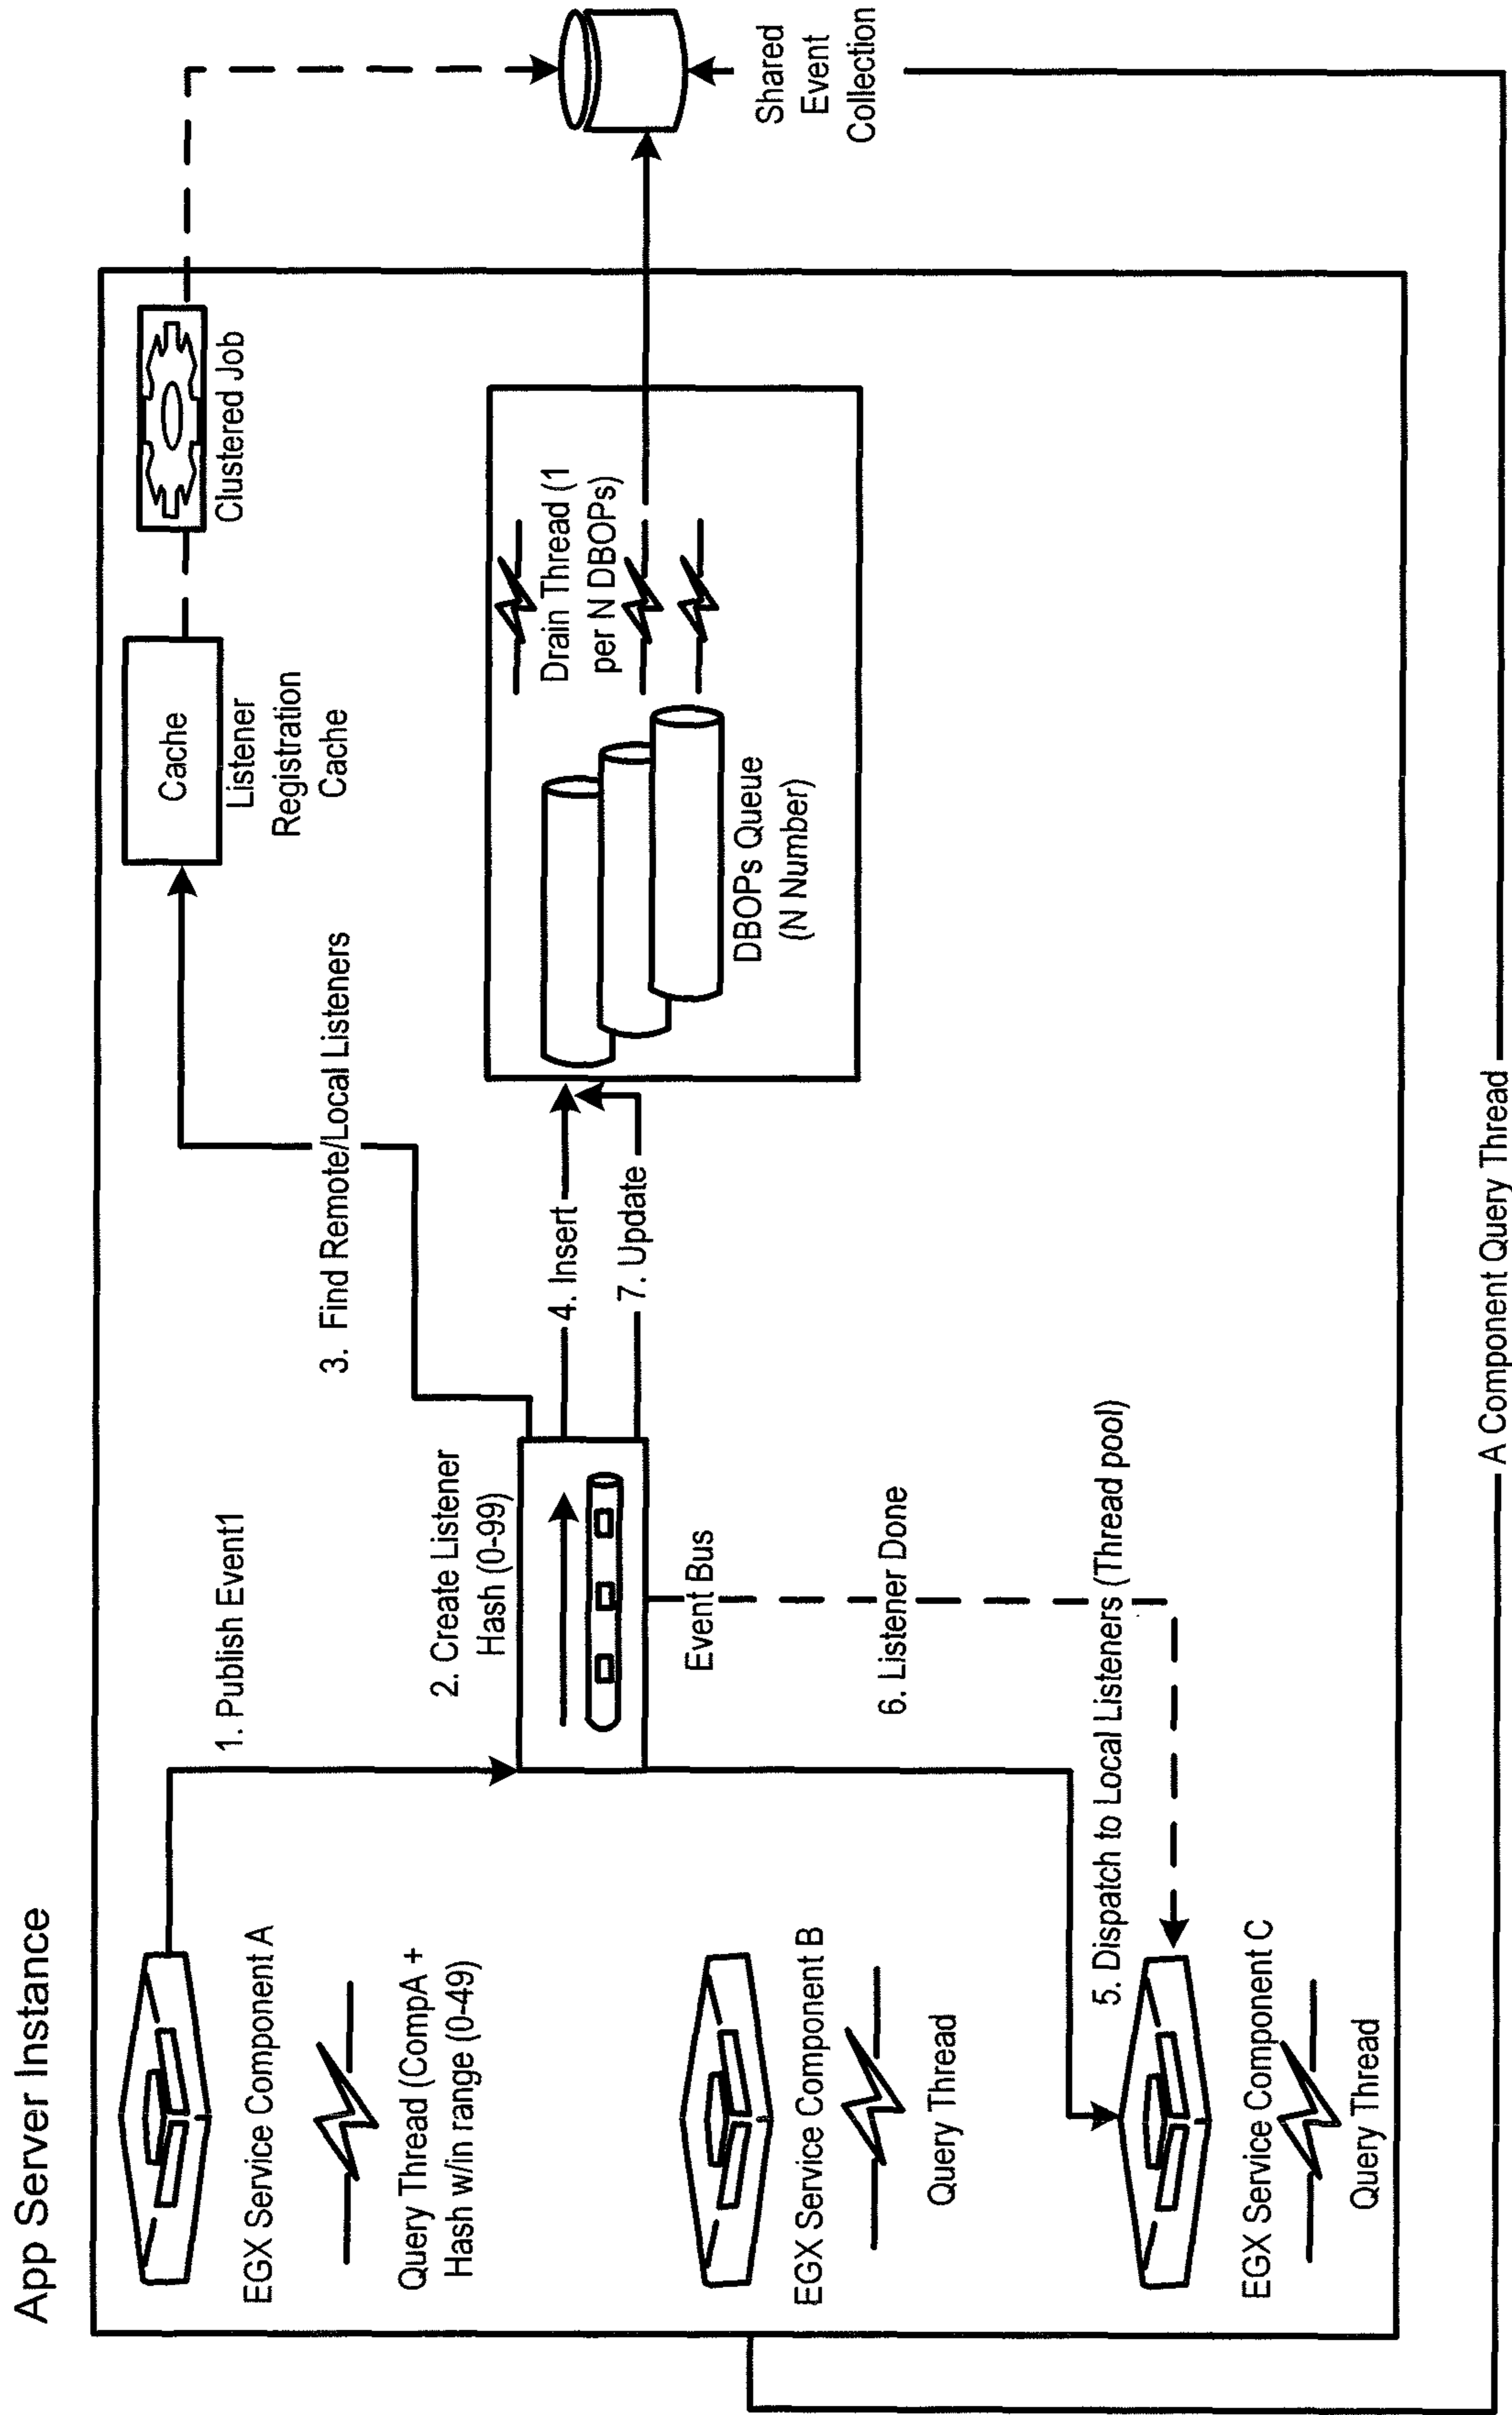 App Server Instance
EGX Service Component A
Query Thread (CompA +
Hash w/in range (0-49)
EGX Service Component B
Query Thread
EGX Service Component C
Query Thread
1. Publish Event1
2. Create Listener
Hash (0-99)
Event Bus
3. Find Remote/Local Listeners
4. Insert
5. Dispatch to Local Listeners (Thread pool)
6. Listener Done
7. Update
Cache
Listener
Registration
Cache
Clustered Job
DBOPs Queue
(N Number)
Drain Thread (1
per N DBOPs)
Shared
Event
Collection
A Component Query Thread